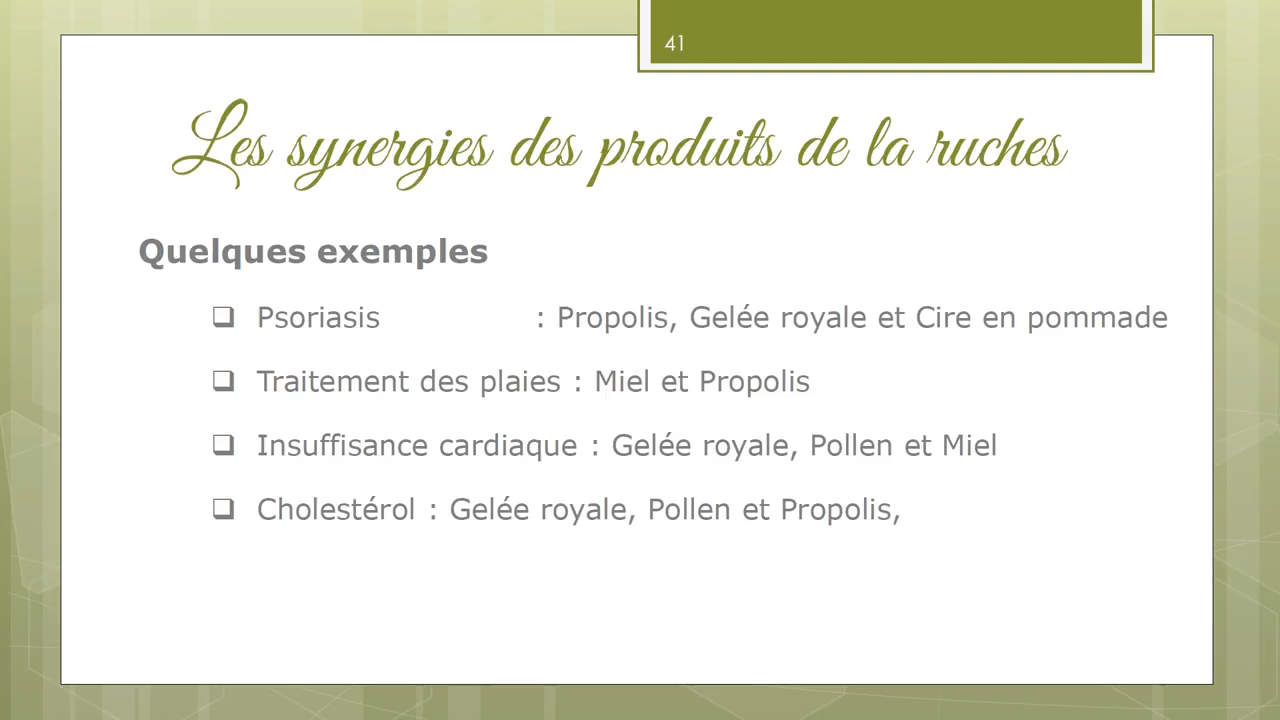 41
Les synergies des produits de la ruches
Quelques exemples
❑ Psoriasis : Propolis, Gelée royale et Cire en pommade
❑ Traitement des plaies : Miel et Propolis
❑ Insuffisance cardiaque : Gelée royale, Pollen et Miel
❑ Cholestérol : Gelée royale, Pollen et Propolis,